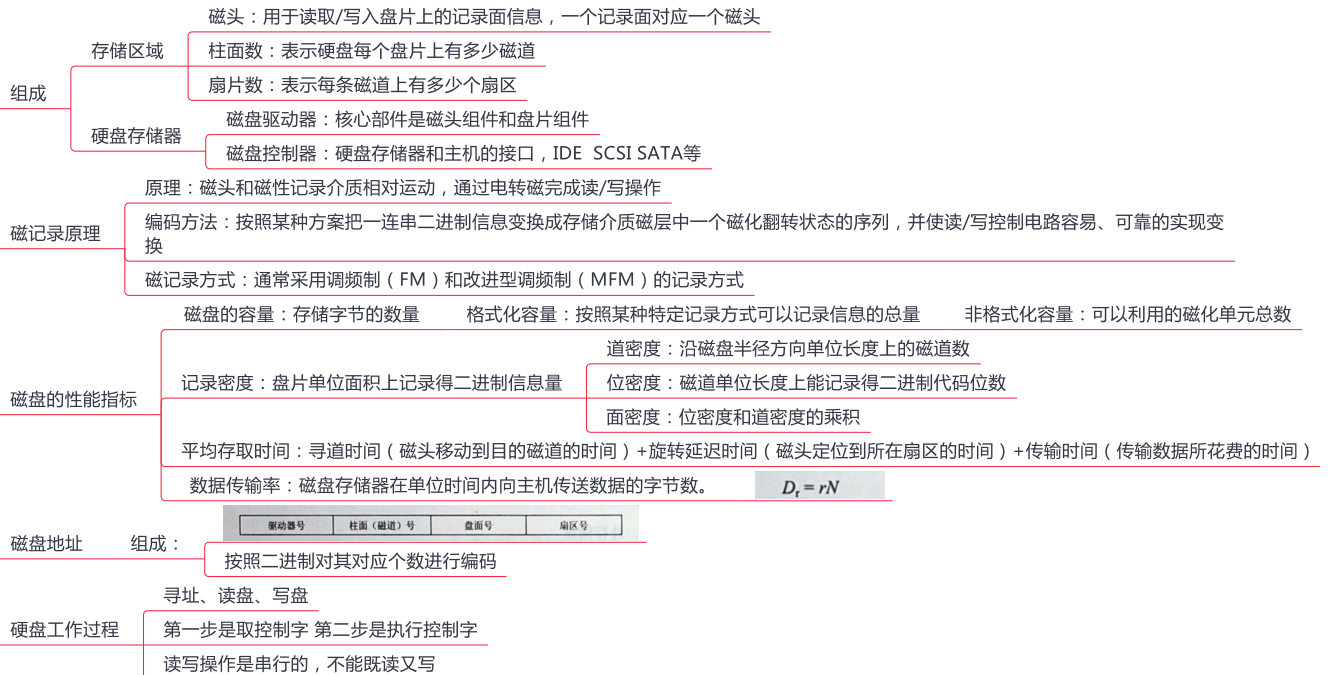 磁头：用于读取/写入盘片上的记录面信息，一个记录面对应一个磁头
存储区域
柱面数：表示硬盘每个盘片上有多少磁道
扇片数：表示每条磁道上有多少个扇区
组成
磁盘驱动器：核心部件是磁头组件和盘片组件
硬盘存储器
磁盘控制器：硬盘存储器和主机的接口，IDE SCSI SATA等
原理：磁头和磁性记录介质相对运动，通过电转磁完成读/写操作
磁记录原理
编码方法：按照某种方案把一连串二进制信息变换成存储介质磁层中一个磁化翻转状态的序列，并使读/写控制电路容易、可靠的实现变
换
磁记录方式：通常采用调频制（FM）和改进型调频制（MFM）的记录方式
磁盘的容量：存储字节的数量 格式化容量：按照某种特定记录方式可以记录信息的总量 非格式化容量：可以利用的磁化单元总数
道密度：沿磁盘半径方向单位长度上的磁道数
记录密度：盘片单位面积上记录得二进制信息量
位密度：磁道单位长度上能记录得二进制代码位数
磁盘的性能指标
面密度：位密度和道密度的乘积
平均存取时间：寻道时间（磁头移动到目的磁道的时间）+旋转延迟时间（磁头定位到所在扇区的时间）+传输时间（传输数据所花费的时间）
数据传输率：磁盘存储器在单位时间内向主机传送数据的字节数。 Dr = rN
驱动器号 柱面（磁道）号 盘面号 扇区号
磁盘地址 组成：
按照二进制对其对应个数进行编码
寻址、读盘、写盘
硬盘工作过程 第一步是取控制字 第二步是执行控制字
读写操作是串行的，不能既读又写